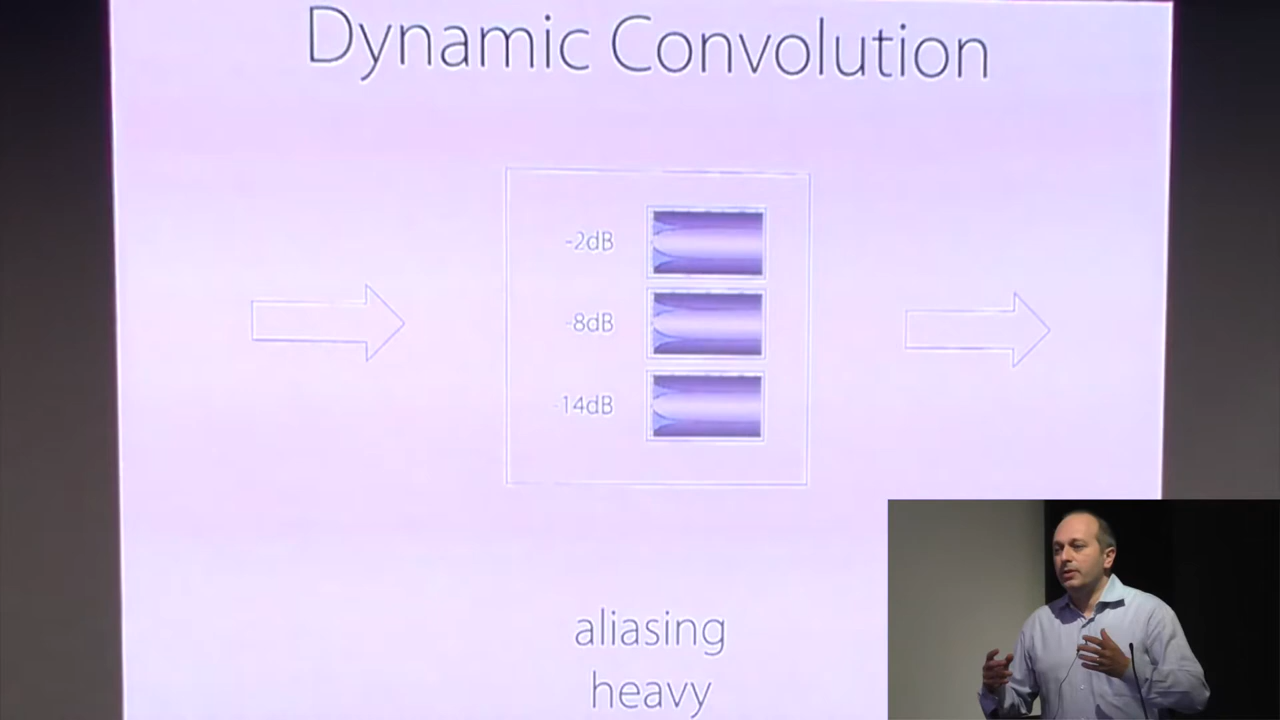 Dynamic Convolution
-2dB
-8dB
-14dB
aliasing
heavy